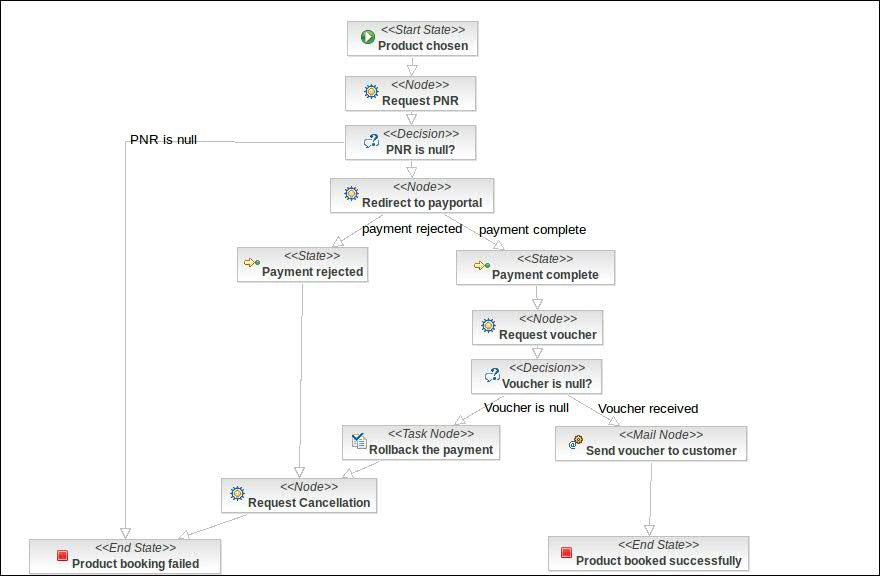 <<Start State>>
Product chosen
<<Node>>
Request PNR
<<Decision>>
PNR is null?
PNR is null
<<Node>>
Redirect to payportal
payment rejected
payment complete
<<State>>
Payment rejected
<<State>>
Payment complete
<<Node>>
Request voucher
<<Decision>>
Voucher is null?
Voucher is null
Voucher received
<<Task Node>>
Rollback the payment
<<Mail Node>>
Send voucher to customer
<<Node>>
Request Cancellation
<<End State>>
Product booking failed
<<End State>>
Product booked successfully